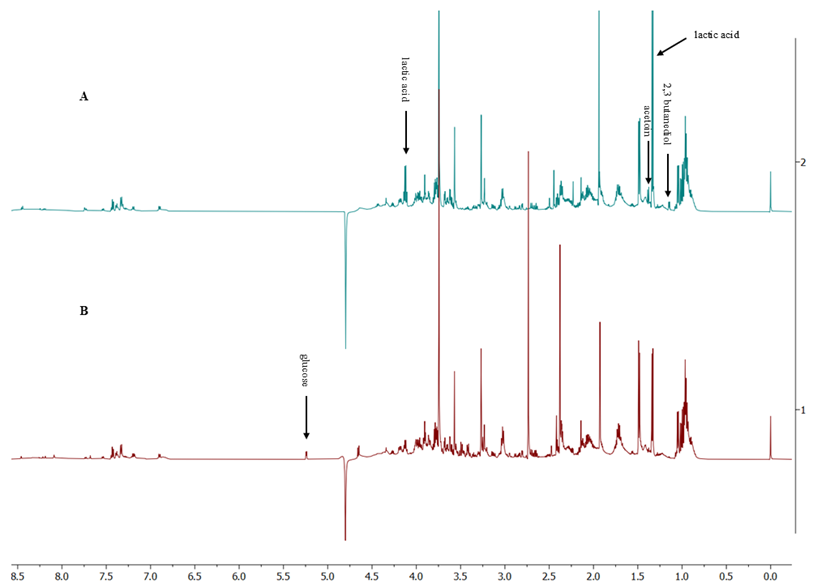 lactic acid
A
lactic acid
acetoin
2,3 butanediol
2
B
glucose
1
8.5 8.0 7.5 7.0 6.5 6.0 5.5 5.0 4.5 4.0 3.5 3.0 2.5 2.0 1.5 1.0 0.5 0.0